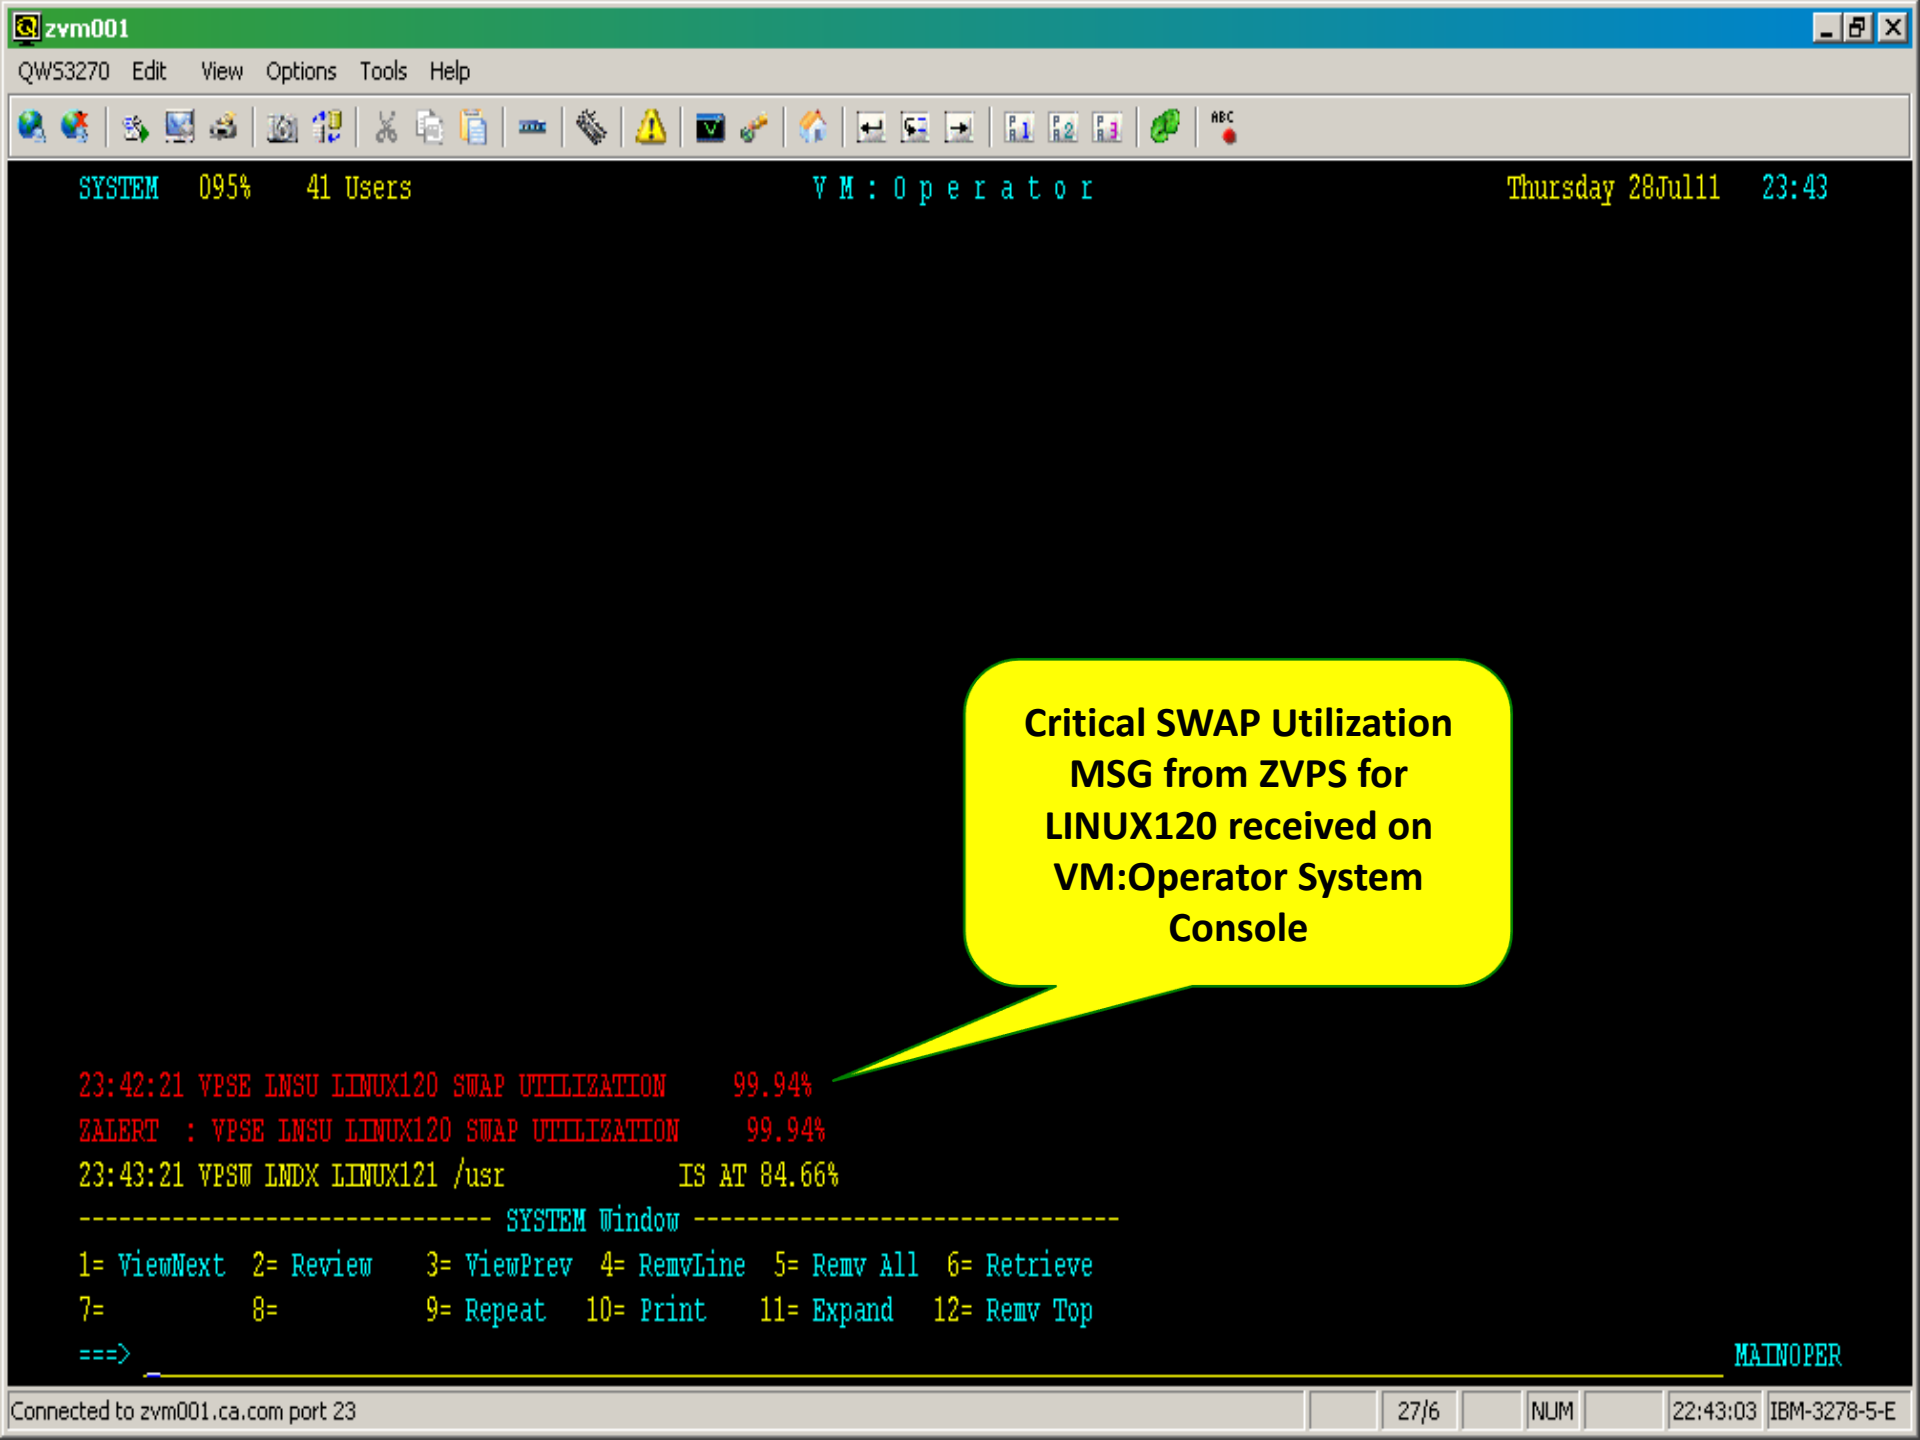 zvm001
QWS3270 Edit View Options Tools Help
ABC
SYSTEM 095% 41 Users V M : O p e r a t o r Thursday 28Jul11 23:43
Critical SWAP Utilization
MSG from ZVPS for
LINUX120 received on
VM:Operator System
Console
23:42:21 VPSE LNSU LINUX120 SWAP UTILIZATION 99.94%
ZALERT : VPSE LNSU LINUX120 SWAP UTILIZATION 99.94%
23:43:21 VPSW LNDX LINUX121 /usr IS AT 84.66%
------------------------------- SYSTEM Window --------------------------------
1= ViewNext 2= Review 3= ViewPrev 4= RemvLine 5= Remv All 6= Retrieve
7= 8= 9= Repeat 10= Print 11= Expand 12= Remv Top
===> MAINOPER
Connected to zvm001.ca.com port 23 27/6 NUM 22:43:03 IBM-3278-5-E